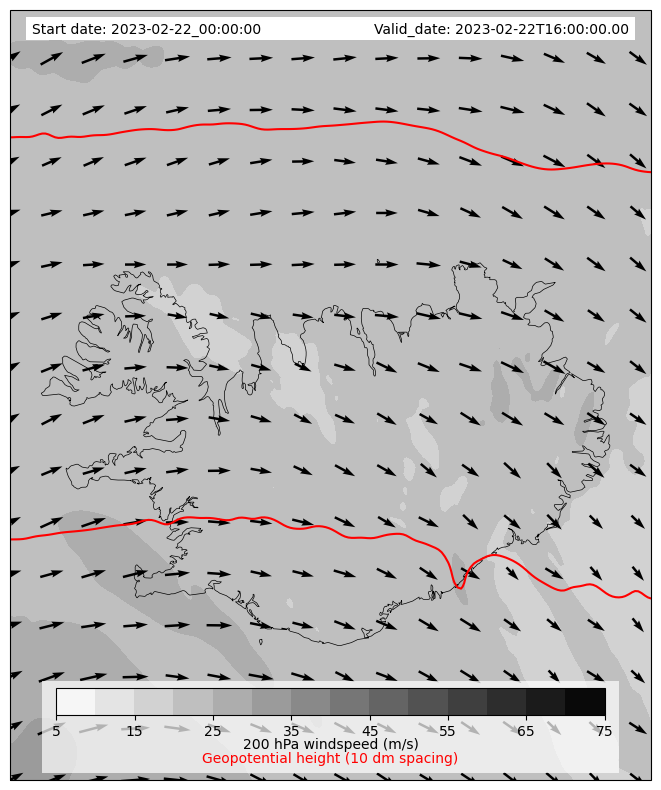 Start date: 2023-02-22_00:00:00 Valid_date: 2023-02-22T16:00:00.00
5 15 25 35 45 55 65 75
200 hPa windspeed (m/s)
Geopotential height (10 dm spacing)